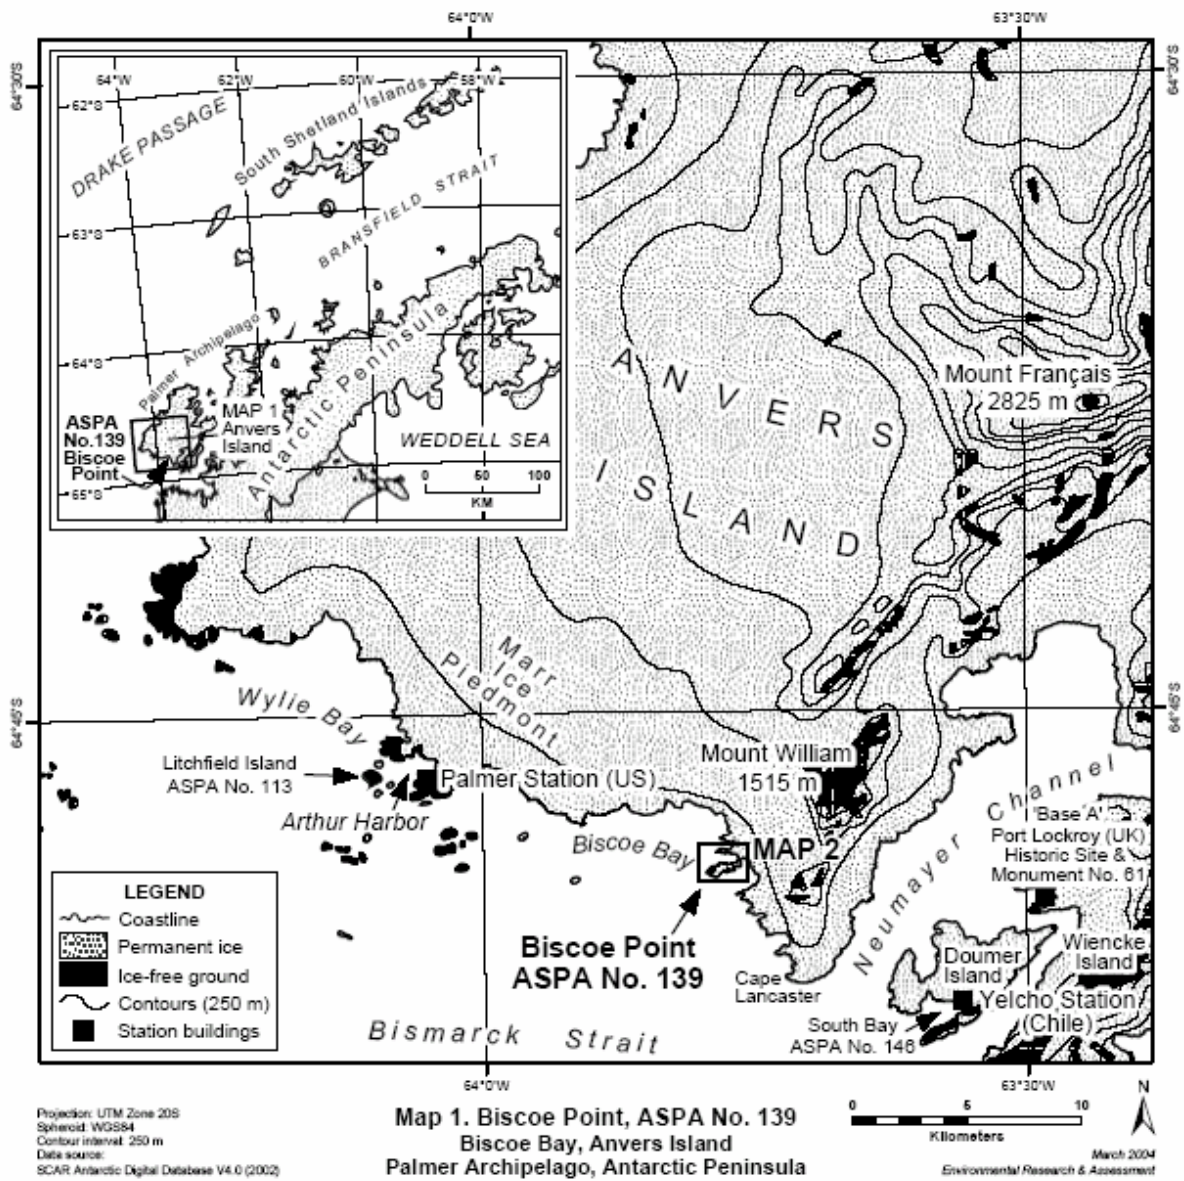 64°0'W
63°30'W
64°30'S
64°30'S
64°W
62°W
60°W
58°W
62°S
63°S
64°S
65°S
DRAKE PASSAGE
South Shetland Islands
BRANSFIELD STRAIT
Palmer Archipelago
Antarctic Peninsula
MAP 1
Anvers
Island
ASPA
No.139
Biscoe
Point
WEDDELL SEA
0 50 100
KM
ANVERS
ISLAND
Mount Français
2825 m
Marr
Ice
Piedmont
Wylie Bay
64°45'S
64°45'S
Litchfield Island
ASPA No. 113
Palmer Station (US)
Arthur Harbor
Mount William
1515 m
Biscoe Bay
MAP 2
Neumayer Channel
'Base A'
Port Lockroy (UK)
Historic Site &
Monument No. 61
Biscoe Point
ASPA No. 139
Cape
Lancaster
Doumer
Island
Wiencke
Island
Yelcho Station
(Chile)
South Bay
ASPA No. 146
Bismarck Strait
LEGEND
Coastline
Permanent ice
Ice-free ground
Contours (250 m)
Station buildings
64°0'W
63°30'W
Projection: UTM Zone 20S
Spheroid: WGS84
Contour interval: 250 m
Data source:
SCAR Antarctic Digital Database V4.0 (2002)
Map 1. Biscoe Point, ASPA No. 139
Biscoe Bay, Anvers Island
Palmer Archipelago, Antarctic Peninsula
0 5 10
Kilometers
N
March 2004
Environmental Research & Assessment